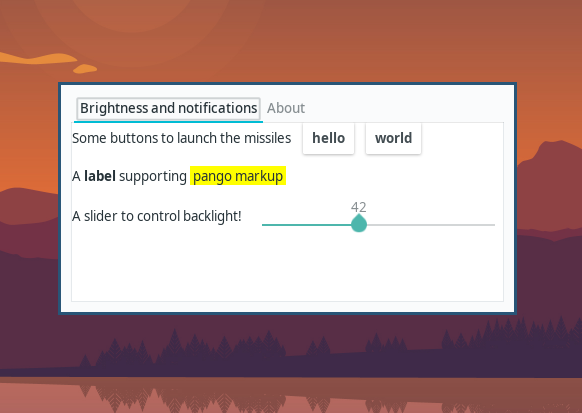 Brightness and notifications About
Some buttons to launch the missiles hello world
A label supporting pango markup
42
A slider to control backlight!